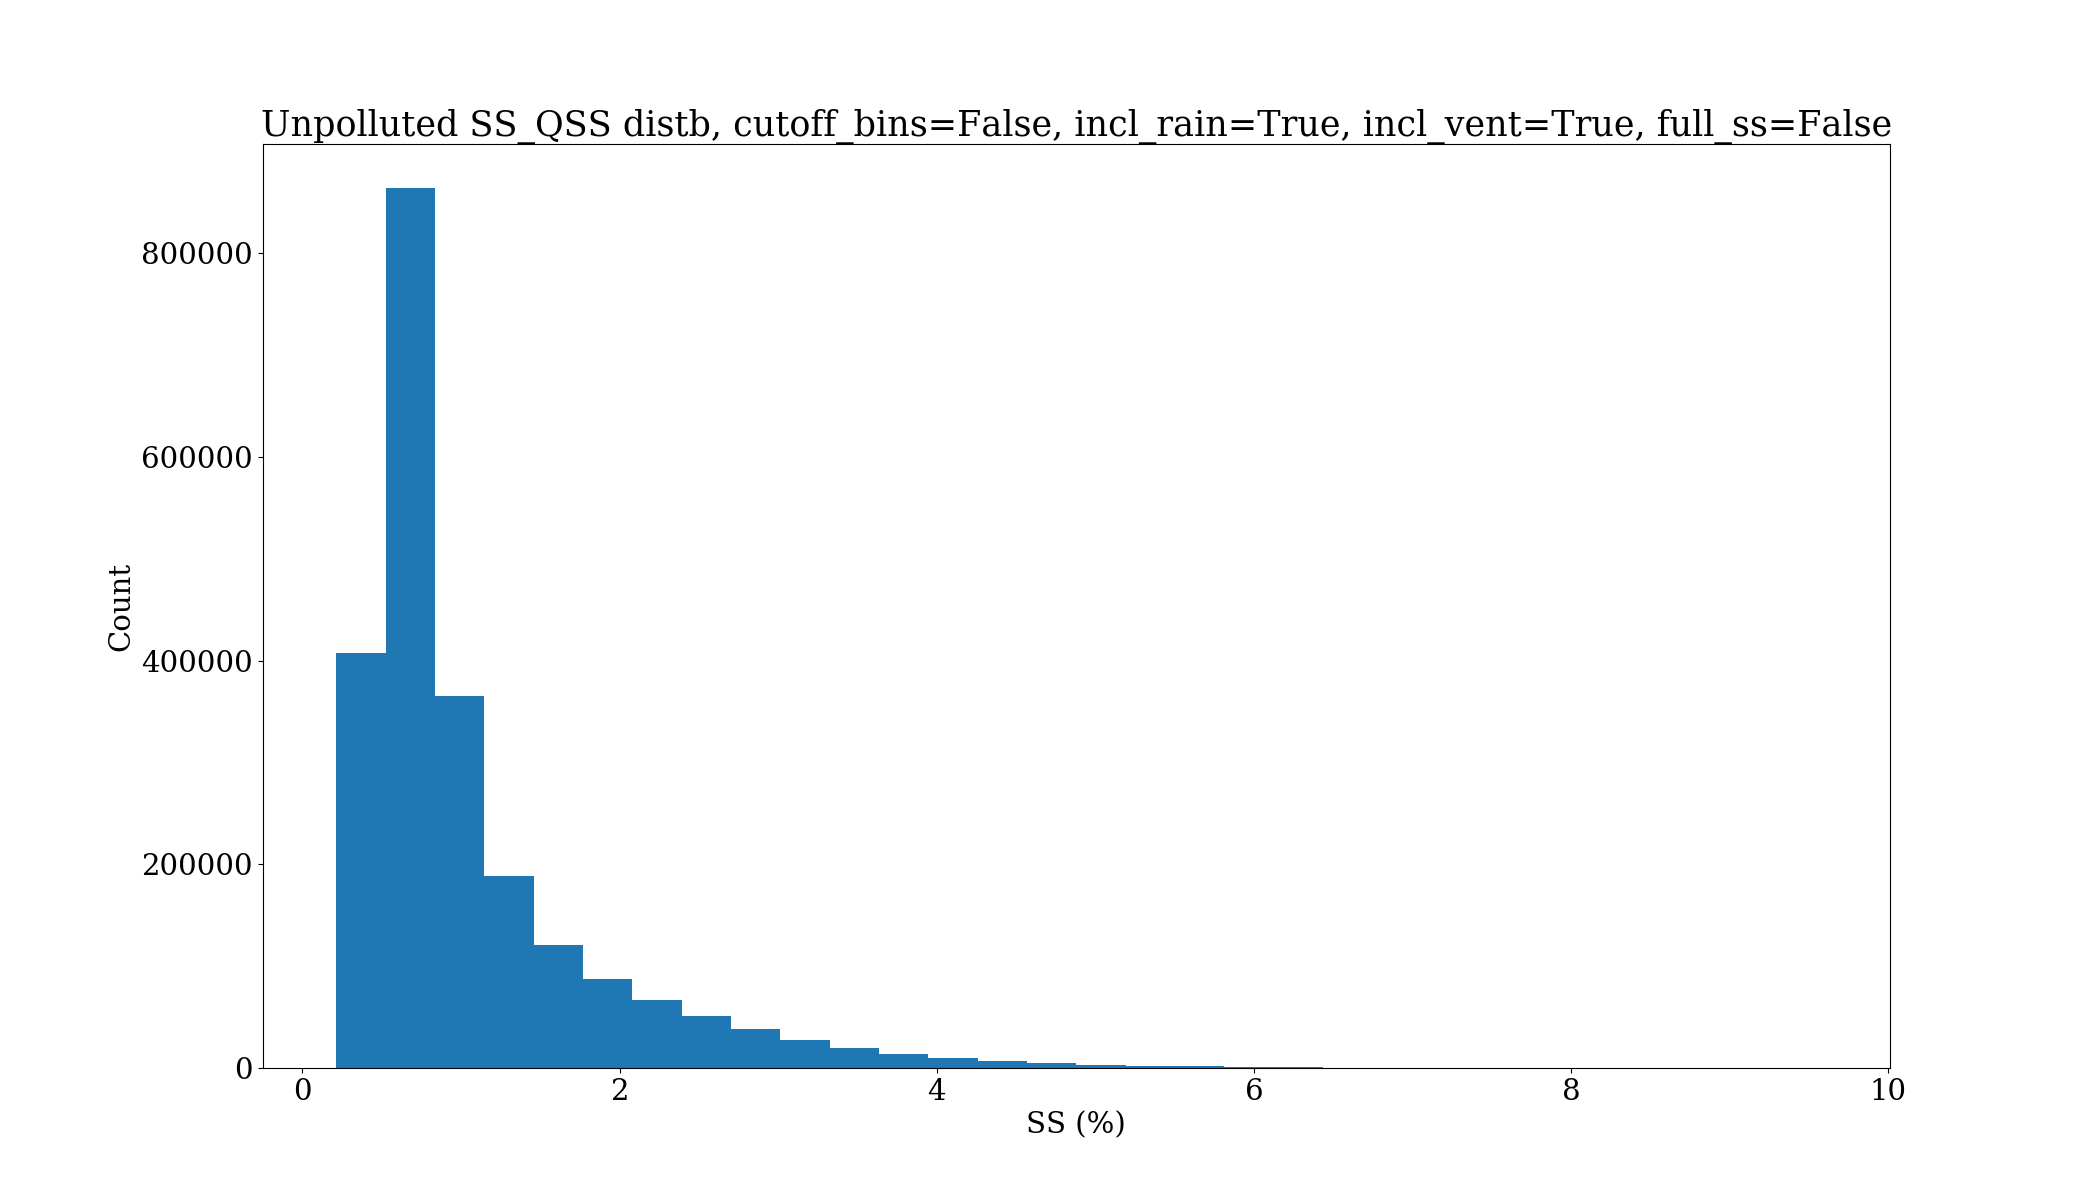 Unpolluted SS_QSS distb, cutoff_bins=False, incl_rain=True, incl_vent=True, full_ss=False
800000
600000
400000
200000
0
Count
0 2 4 6 8 10
SS (%)